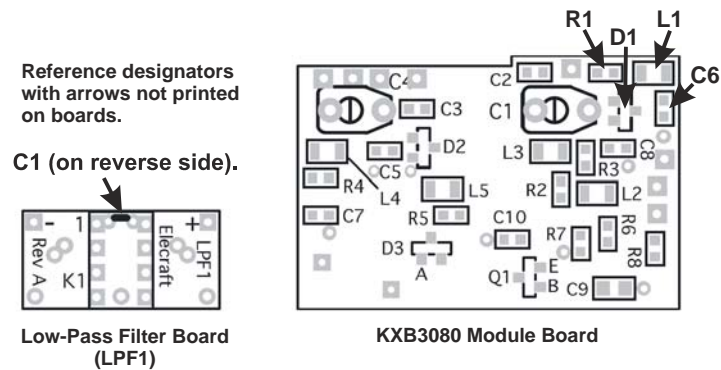 Reference designators
with arrows not printed
on boards.
C1 (on reverse side).
- 1 +
Rev A
K1
Elecraft
LPF1
Low-Pass Filter Board
(LPF1)
R1
D1
L1
C6
C4
C3
C2
C1
D2
C5
R4
L4
L5
C7
R5
D3
A
C10
Q1
E
B
L3
C8
R3
R2
L2
R6
R7
R8
C9
KXB3080 Module Board